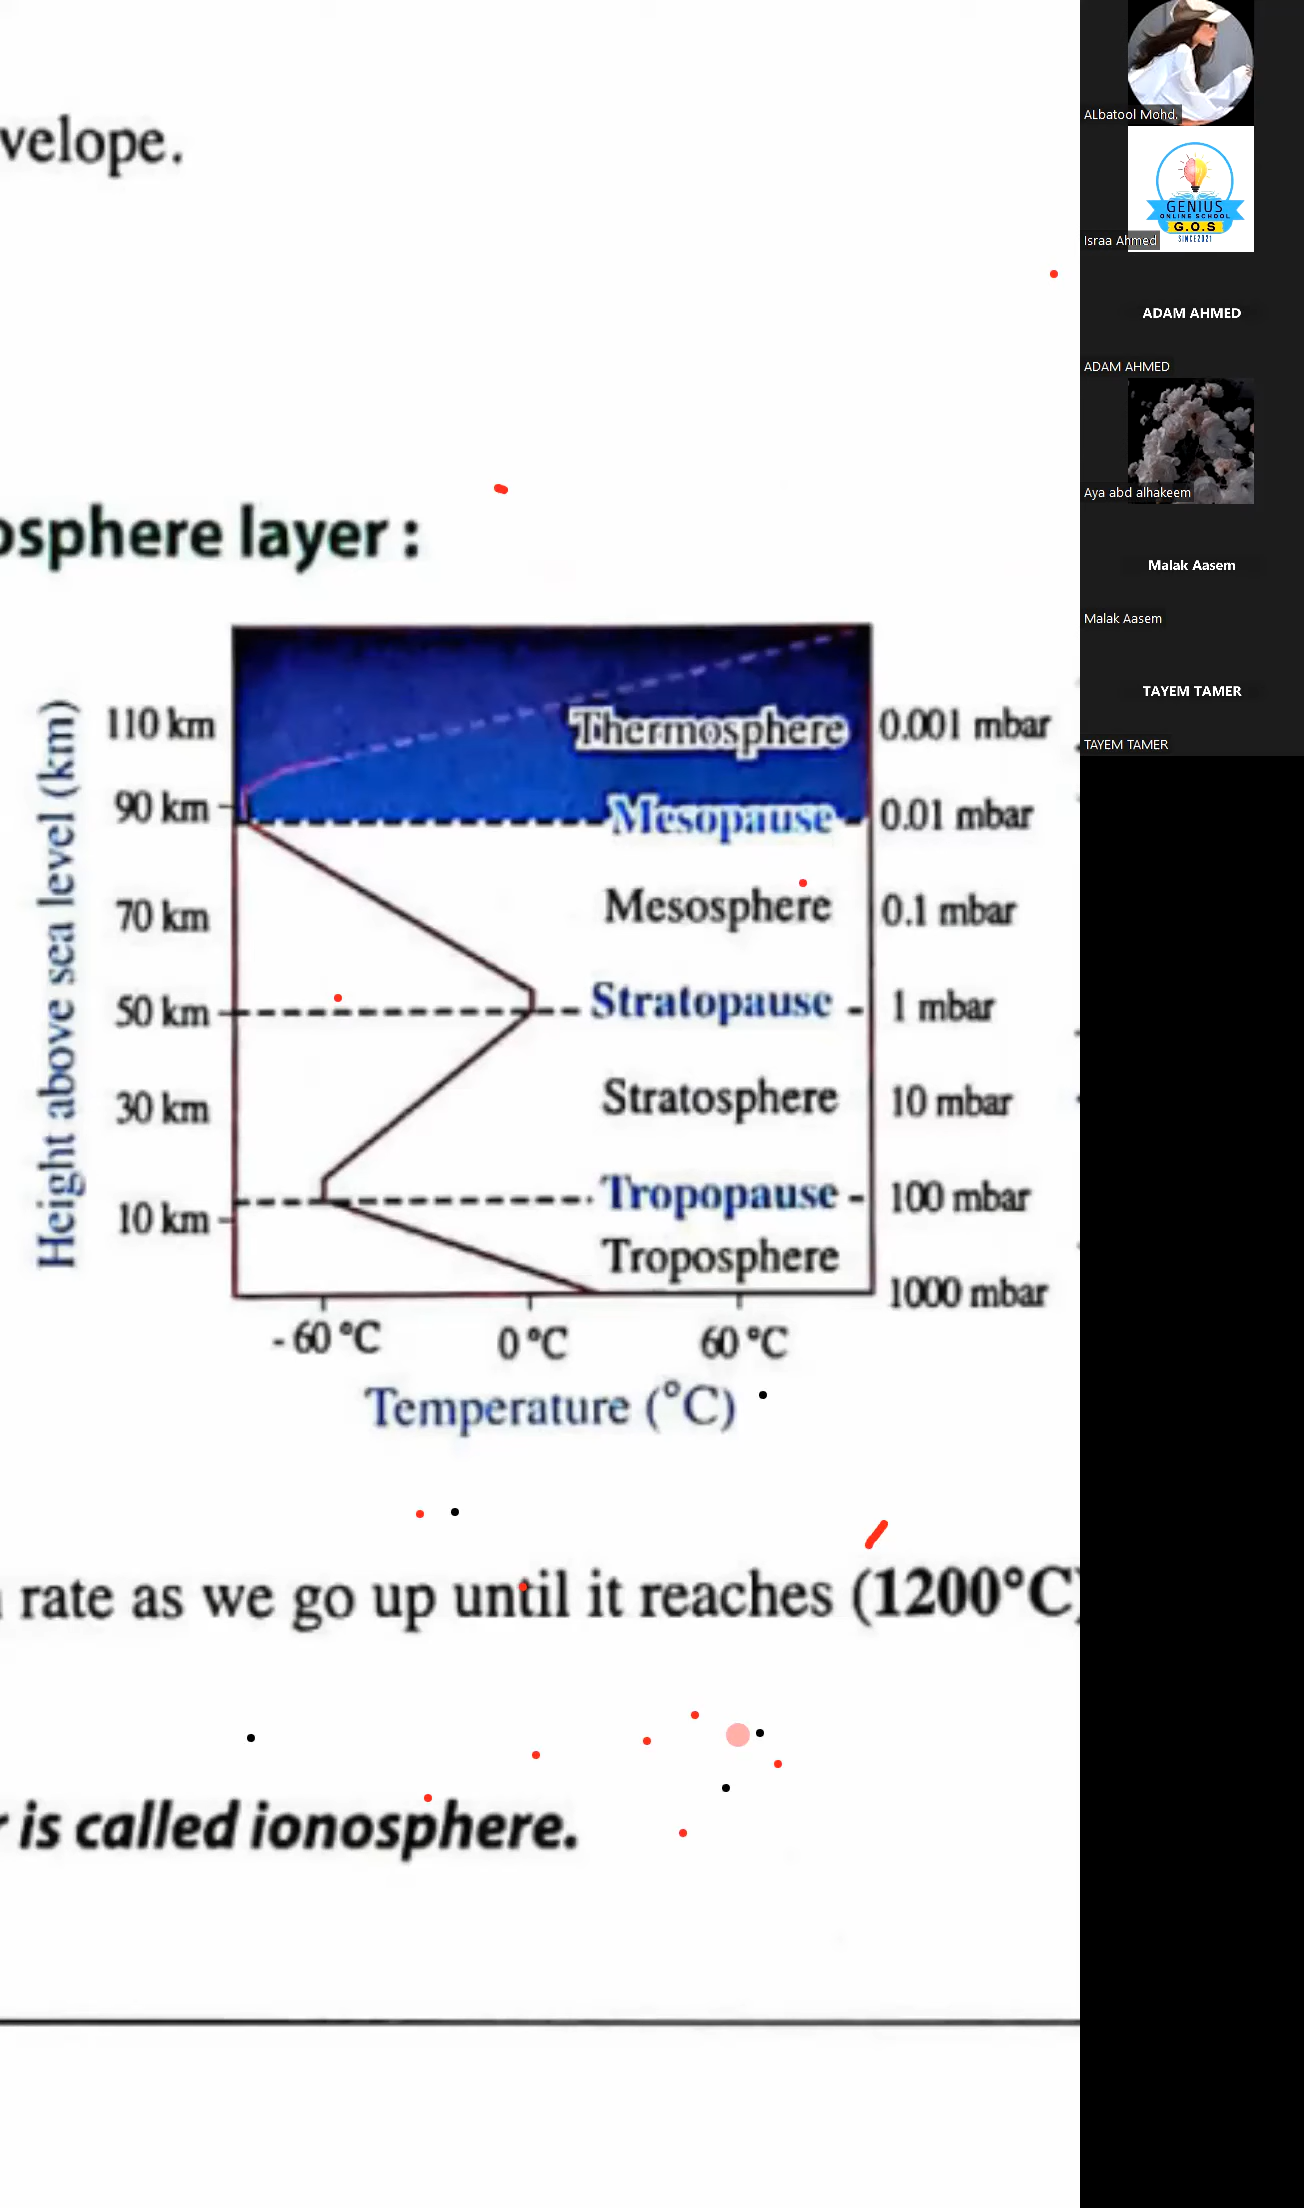 velope.
osphere layer :
Height above sea level (km)
110 km
90 km
70 km
50 km
30 km
10 km
Thermosphere
Mesopause
Mesosphere
Stratopause
Stratosphere
Tropopause
Troposphere
0.001 mbar
0.01 mbar
0.1 mbar
1 mbar
10 mbar
100 mbar
1000 mbar
- 60 °C 0 °C 60 °C
Temperature (°C)
rate as we go up until it reaches (1200°C)
r is called ionosphere.
ALbatool Mohd.
GENIUS
ONLINE SCHOOL
G.O.S
SINCE2021
Israa Ahmed
ADAM AHMED
ADAM AHMED
Aya abd alhakeem
Malak Aasem
Malak Aasem
TAYEM TAMER
TAYEM TAMER